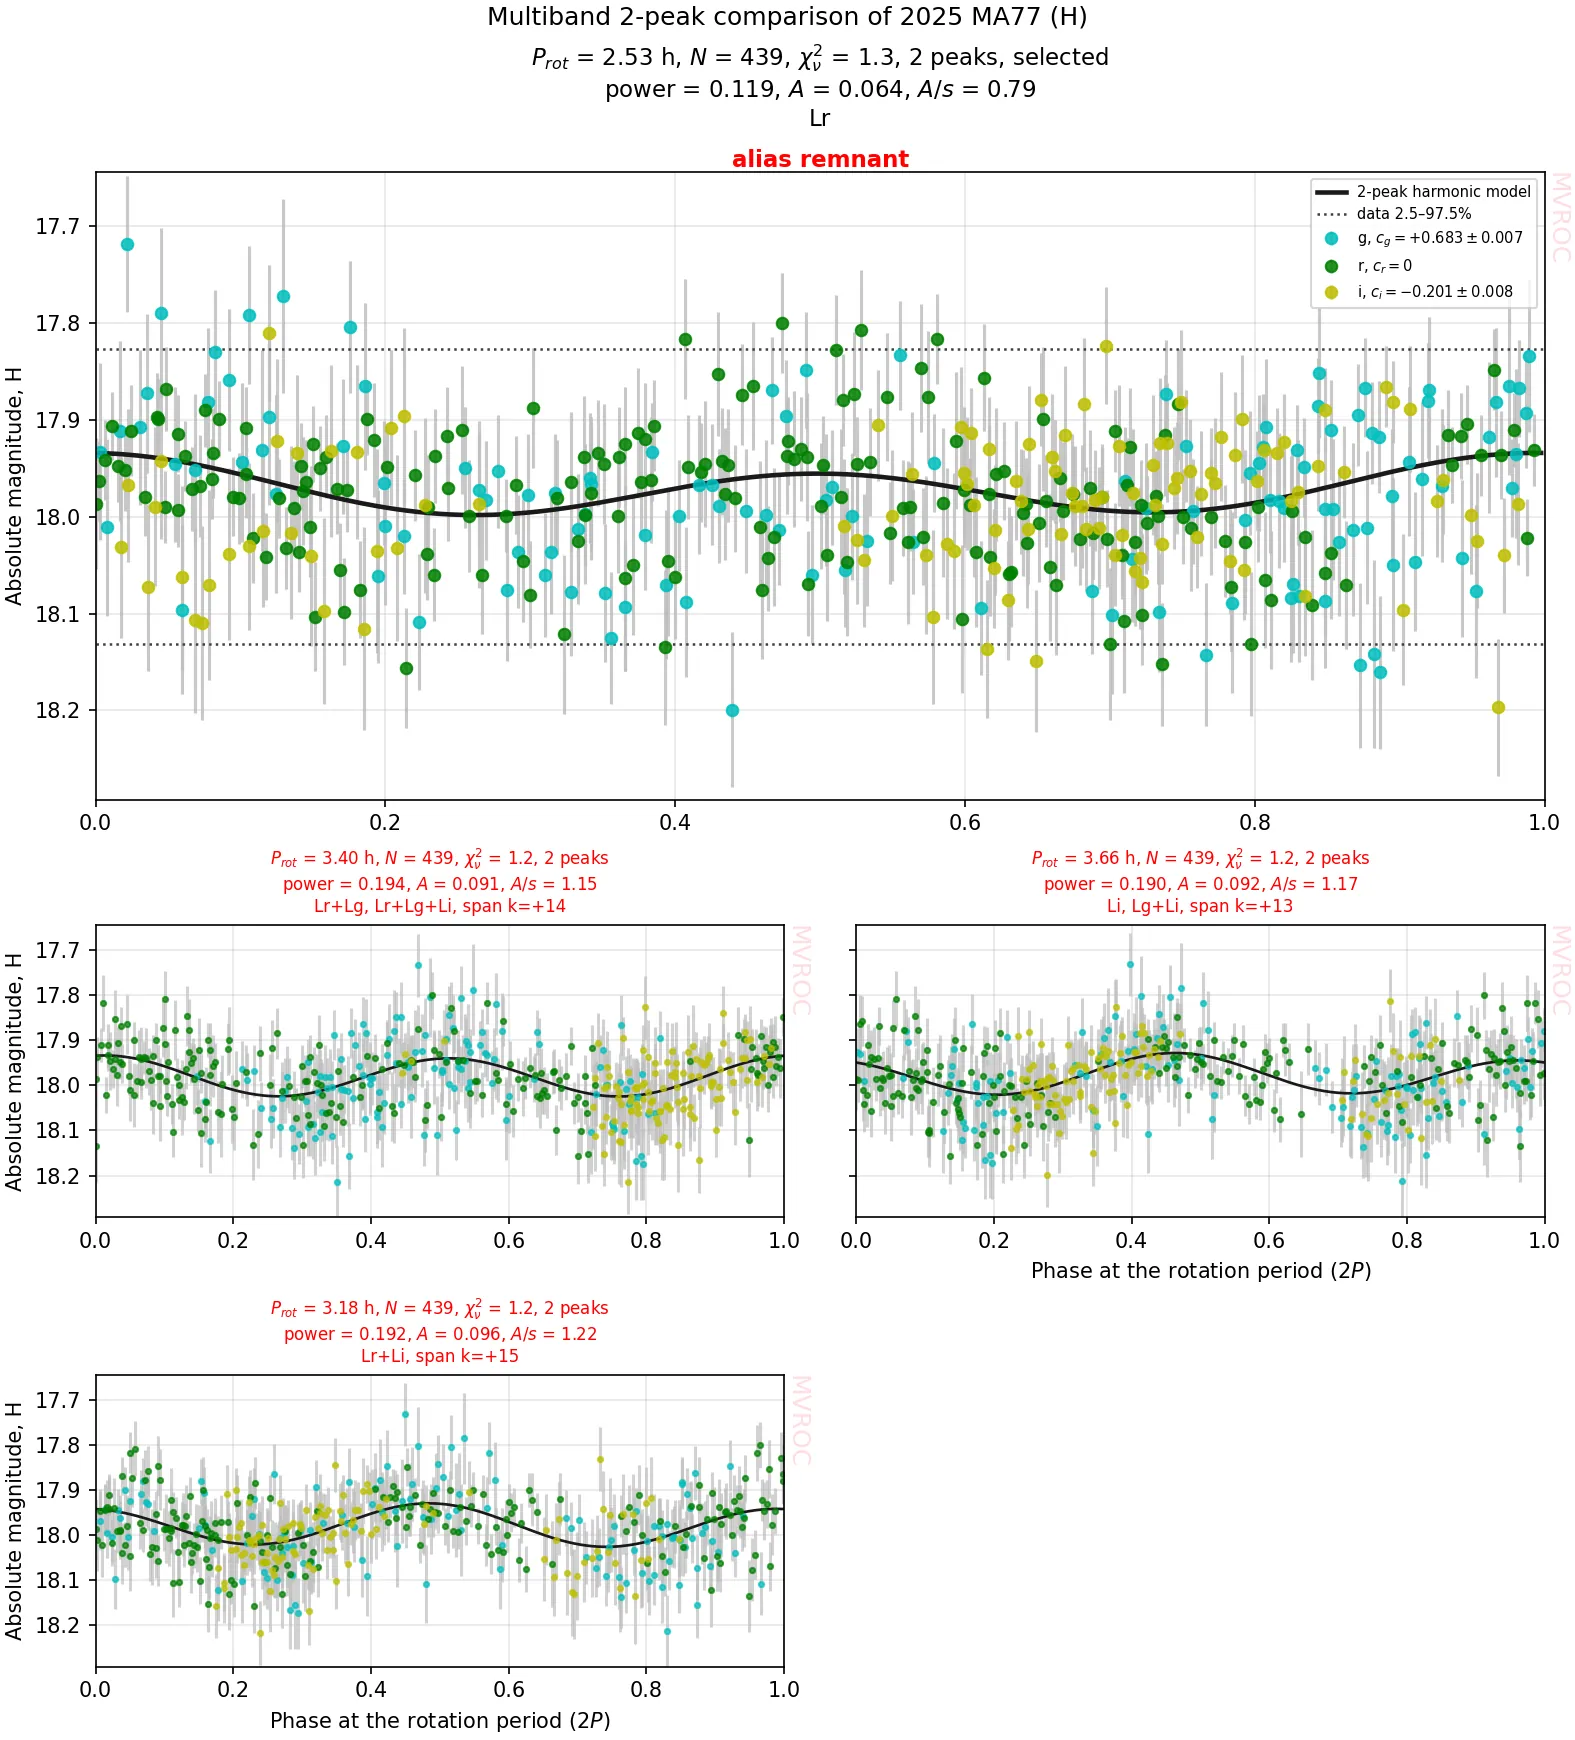 Multiband 2-peak comparison of 2025 MA77 (H)
P_rot = 2.53 h, N = 439, χ²_ν = 1.3, 2 peaks, selected
power = 0.119, A = 0.064, A/s = 0.79
Lr
alias remnant
2-peak harmonic model
data 2.5–97.5%
g, c_g = +0.683 ± 0.007
r, c_r = 0
i, c_i = −0.201 ± 0.008
MVROC
Absolute magnitude, H
17.7
17.8
17.9
18.0
18.1
18.2
0.0 0.2 0.4 0.6 0.8 1.0
P_rot = 3.40 h, N = 439, χ²_ν = 1.2, 2 peaks
power = 0.194, A = 0.091, A/s = 1.15
Lr+Lg, Lr+Lg+Li, span k=+14
MVROC
Absolute magnitude, H
17.7
17.8
17.9
18.0
18.1
18.2
0.0 0.2 0.4 0.6 0.8 1.0
P_rot = 3.66 h, N = 439, χ²_ν = 1.2, 2 peaks
power = 0.190, A = 0.092, A/s = 1.17
Li, Lg+Li, span k=+13
MVROC
0.0 0.2 0.4 0.6 0.8 1.0
Phase at the rotation period (2P)
P_rot = 3.18 h, N = 439, χ²_ν = 1.2, 2 peaks
power = 0.192, A = 0.096, A/s = 1.22
Lr+Li, span k=+15
MVROC
Absolute magnitude, H
17.7
17.8
17.9
18.0
18.1
18.2
0.0 0.2 0.4 0.6 0.8 1.0
Phase at the rotation period (2P)